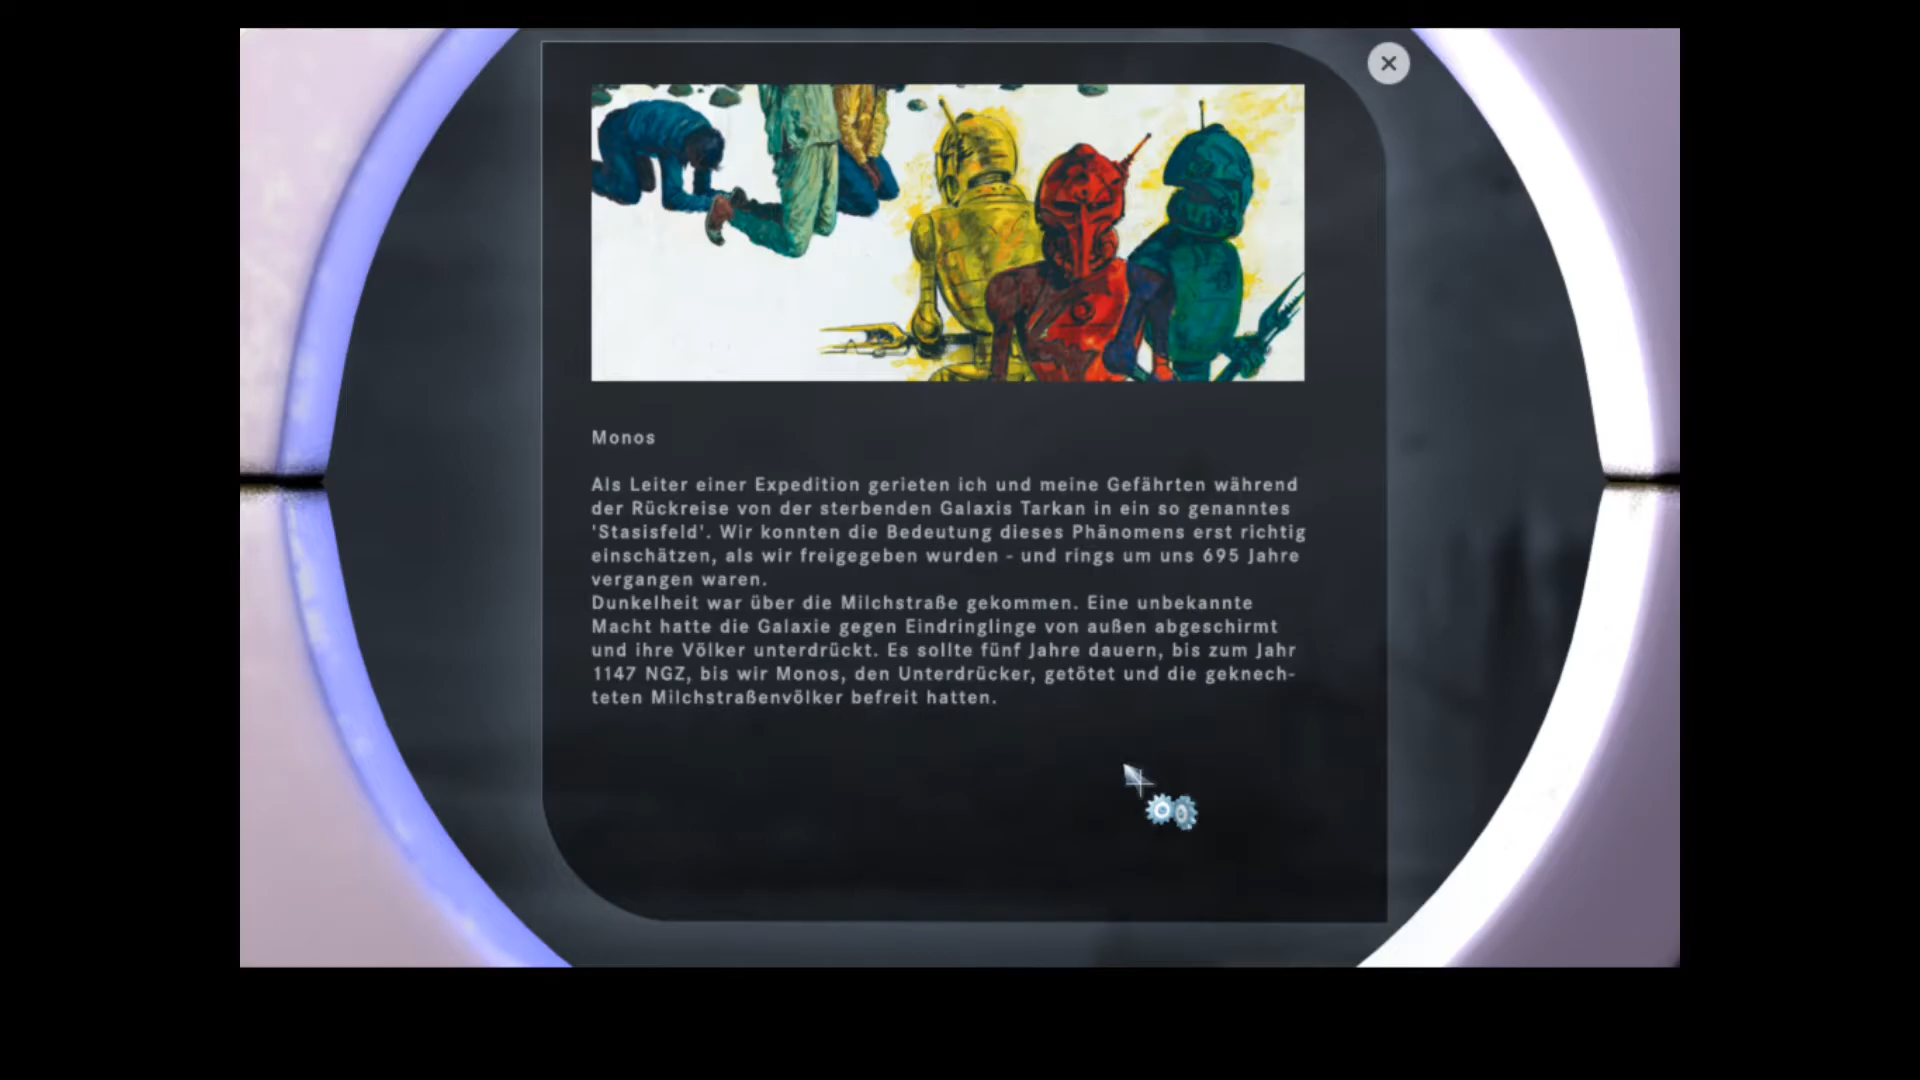 Monos
Als Leiter einer Expedition gerieten ich und meine Gefährten während
der Rückreise von der sterbenden Galaxis Tarkan in ein so genanntes
'Stasisfeld'. Wir konnten die Bedeutung dieses Phänomens erst richtig
einschätzen, als wir freigegeben wurden - und rings um uns 695 Jahre
vergangen waren.
Dunkelheit war über die Milchstraße gekommen. Eine unbekannte
Macht hatte die Galaxie gegen Eindringlinge von außen abgeschirmt
und ihre Völker unterdrückt. Es sollte fünf Jahre dauern, bis zum Jahr
1147 NGZ, bis wir Monos, den Unterdrücker, getötet und die geknech-
teten Milchstraßenvölker befreit hatten.